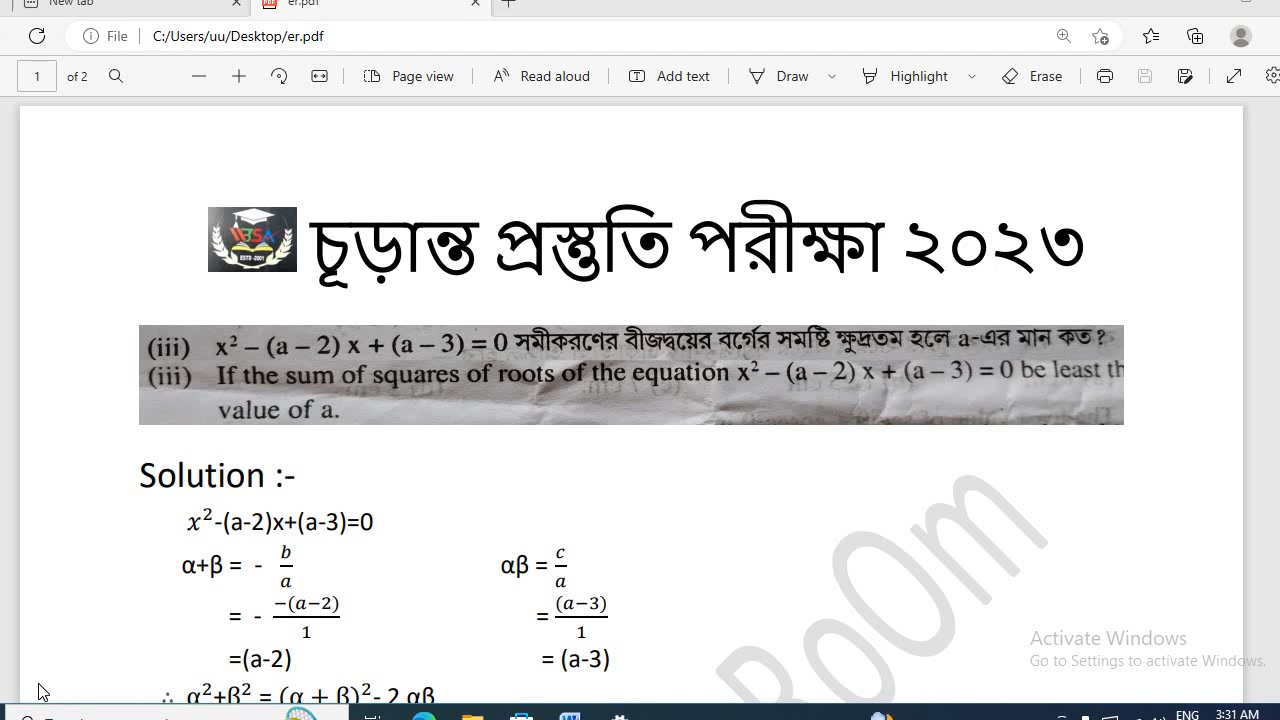 New tab
er.pdf
File C:/Users/uu/Desktop/er.pdf
1 of 2 Page view Read aloud Add text Draw Highlight Erase
চূড়ান্ত প্রস্তুতি পরীক্ষা ২০২৩
ESTD-2001
(iii) x² – (a – 2) x + (a – 3) = 0 সমীকরণের বীজদ্বয়ের বর্গের সমষ্টি ক্ষুদ্রতম হলে a-এর মান কত ?
(iii) If the sum of squares of roots of the equation x² – (a – 2) x + (a – 3) = 0 be least th
value of a.
Solution :-
x²-(a-2)x+(a-3)=0
α+β = - b/a αβ = c/a
= - −(a−2)/1 = (a−3)/1
=(a-2) = (a-3)
∴ α²+β² = (α + β)²- 2 αβ
RoOm
Activate Windows
Go to Settings to activate Windows.
ENG 3:31 AM